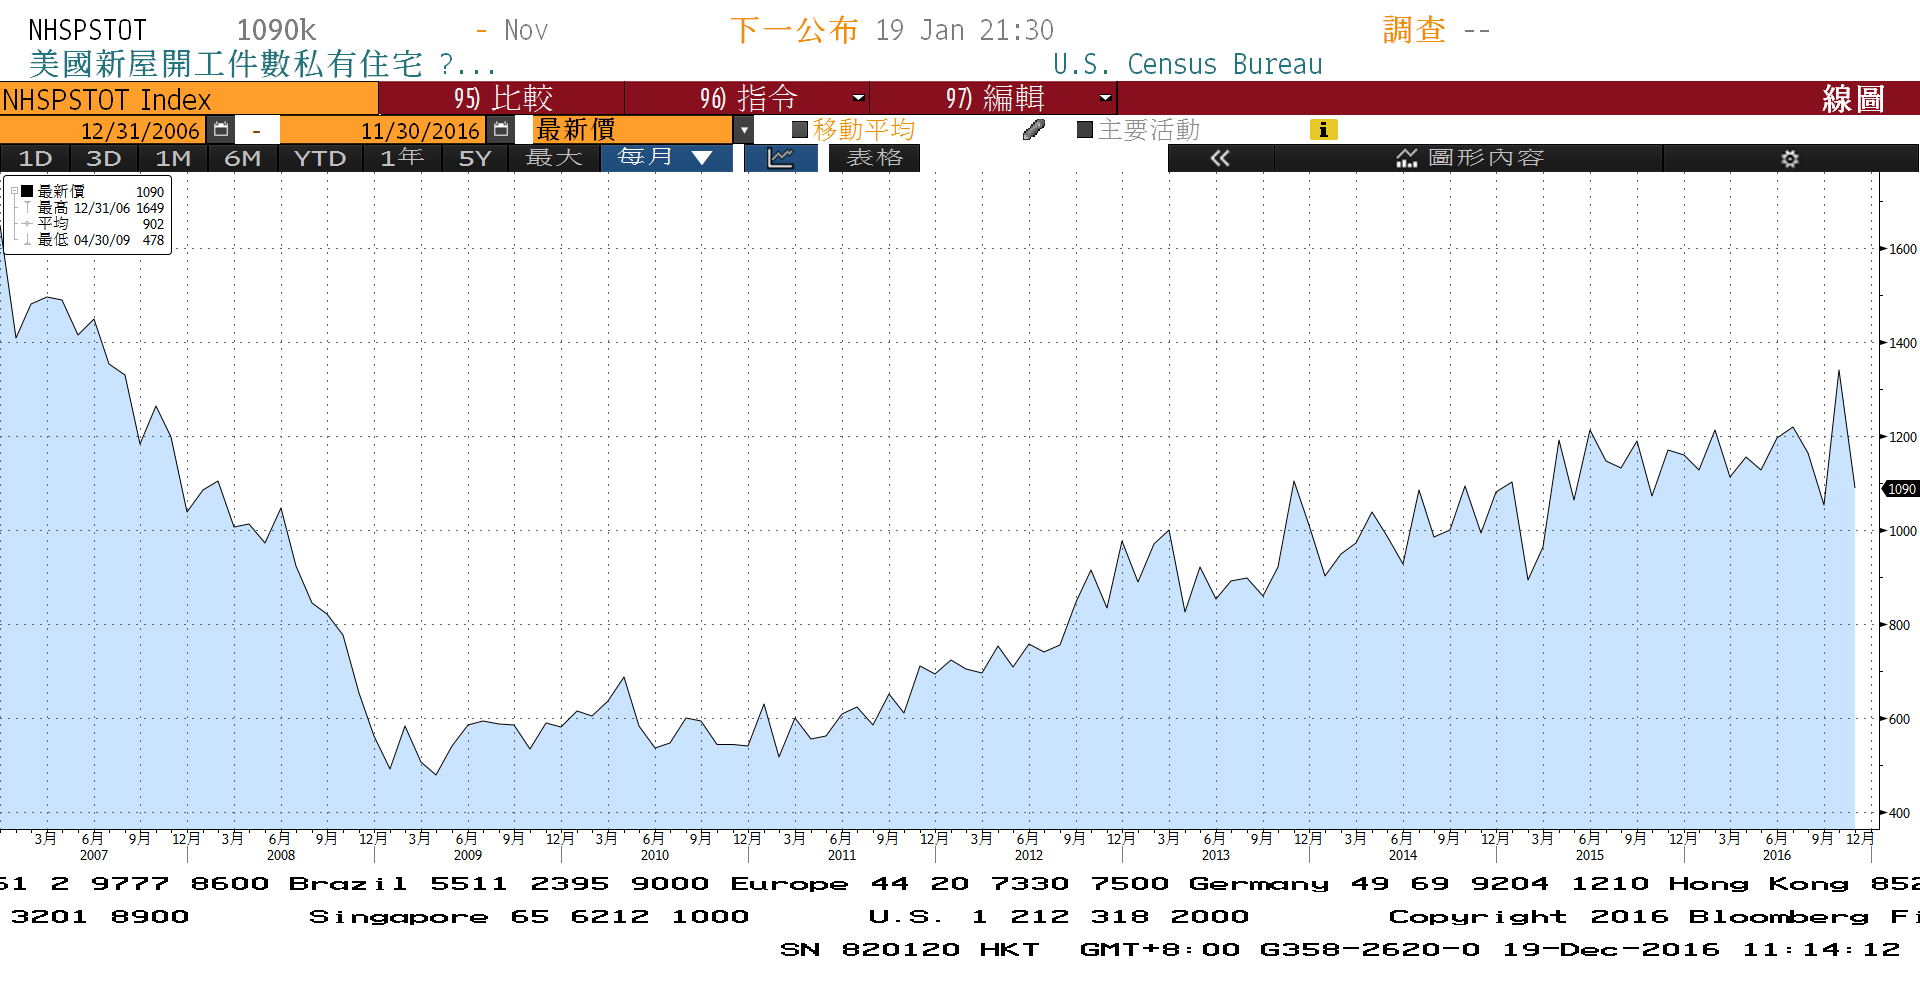 NHSPSTOT 1090k - Nov 下一公布 19 Jan 21:30 調查 --
美國新屋開工件數私有住宅 ?... U.S. Census Bureau
NHSPSTOT Index 95) 比較 96) 指令 97) 編輯 線圖
12/31/2006 - 11/30/2016 最新價 移動平均 主要活動 i
1D 3D 1M 6M YTD 1年 5Y 最大 每月 ▼ 表格 « 圖形內容
最新價 1090
最高 12/31/06 1649
平均 902
最低 04/30/09 478
1600
1400
1200
1090
1000
800
600
400
3月 6月 9月 12月 3月 6月 9月 12月 3月 6月 9月 12月 3月 6月 9月 12月 3月 6月 9月 12月 3月 6月 9月 12月 3月 6月 9月 12月 3月 6月 9月 12月 3月 6月 9月 12月 3月 6月 9月 12月
2007 2008 2009 2010 2011 2012 2013 2014 2015 2016
61 2 9777 8600 Brazil 5511 2395 9000 Europe 44 20 7330 7500 Germany 49 69 9204 1210 Hong Kong 852
3201 8900 Singapore 65 6212 1000 U.S. 1 212 318 2000 Copyright 2016 Bloomberg Fi
SN 820120 HKT GMT+8:00 G358-2620-0 19-Dec-2016 11:14:12